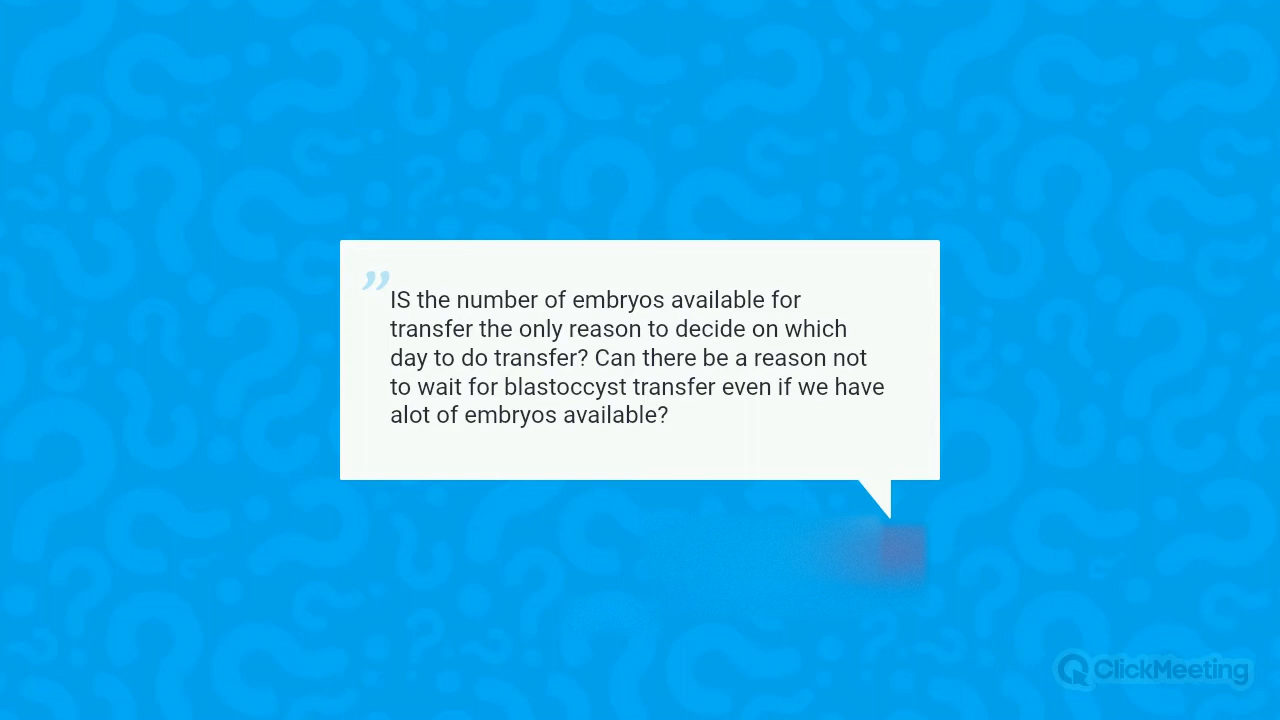 IS the number of embryos available for
transfer the only reason to decide on which
day to do transfer? Can there be a reason not
to wait for blastoccyst transfer even if we have
alot of embryos available?
ClickMeeting